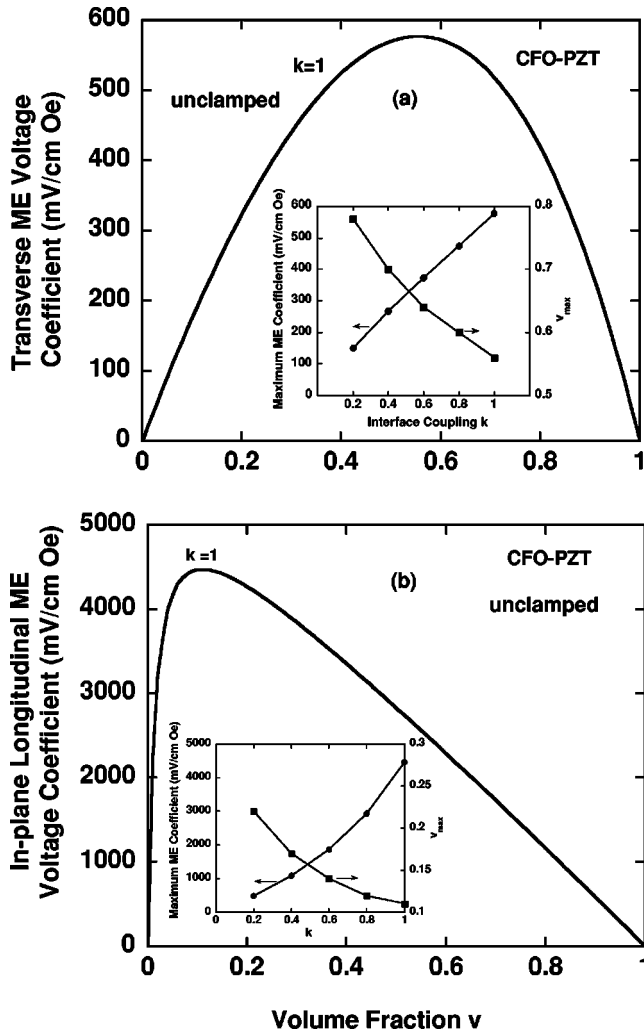 600
500
400
300
200
100
0
Transverse ME Voltage
Coefficient (mV/cm Oe)
k=1
CFO-PZT
unclamped
(a)
600
500
400
300
200
100
0
Maximum ME Coefficient (mV/cm Oe)
0.8
0.7
0.6
0.5
vmax
0.2 0.4 0.6 0.8 1
Interface Coupling k
0 0.2 0.4 0.6 0.8 1
5000
4000
3000
2000
1000
0
In-plane Longitudinal ME
Voltage Coefficient (mV/cm Oe)
k =1
CFO-PZT
(b)
unclamped
5000
4000
3000
2000
1000
0
Maximum ME Coefficient (mV/cm Oe)
0.3
0.25
0.2
0.15
0.1
vmax
0 0.2 0.4 0.6 0.8 1
k
0 0.2 0.4 0.6 0.8 1
Volume Fraction v